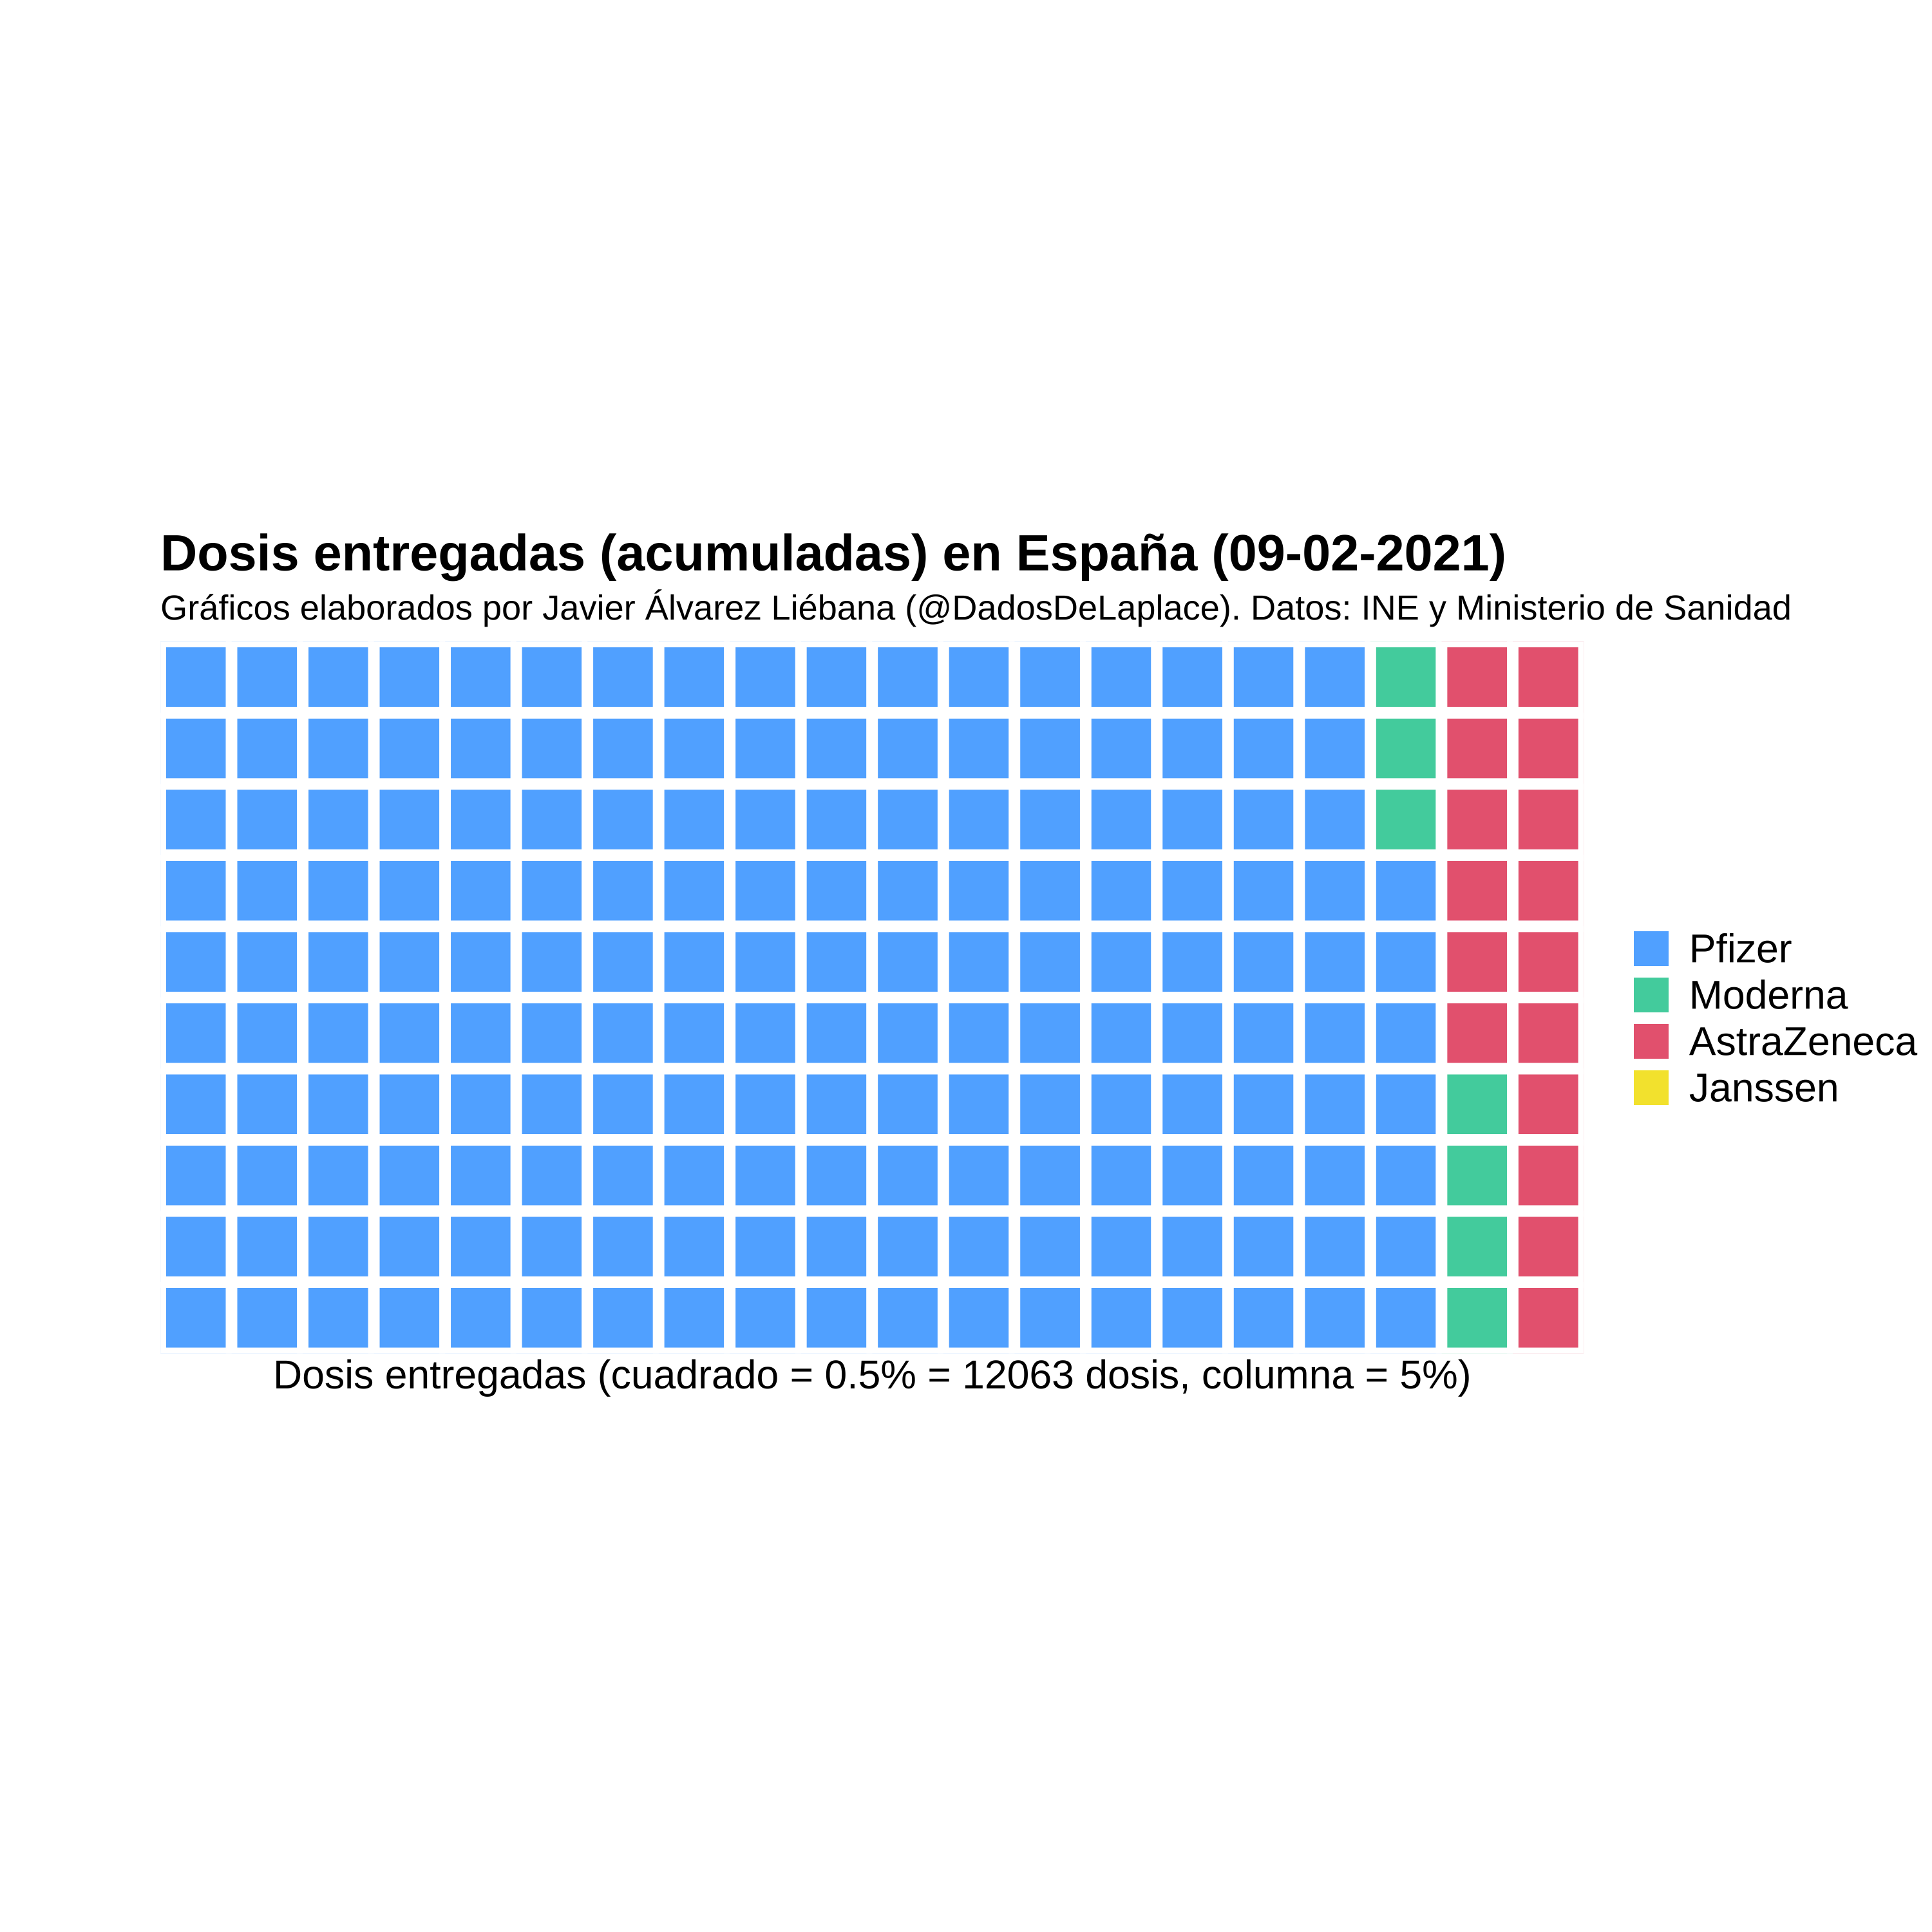 Dosis entregadas (acumuladas) en España (09-02-2021)
Gráficos elaborados por Javier Álvarez Liébana (@DadosDeLaplace). Datos: INE y Ministerio de Sanidad
Pfizer
Moderna
AstraZeneca
Janssen
Dosis entregadas (cuadrado = 0.5% = 12063 dosis, columna = 5%)